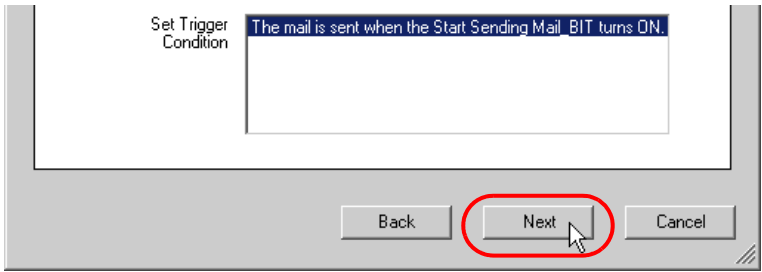 Set Trigger
Condition
The mail is sent when the Start Sending Mail_BIT turns ON.
Back Next Cancel